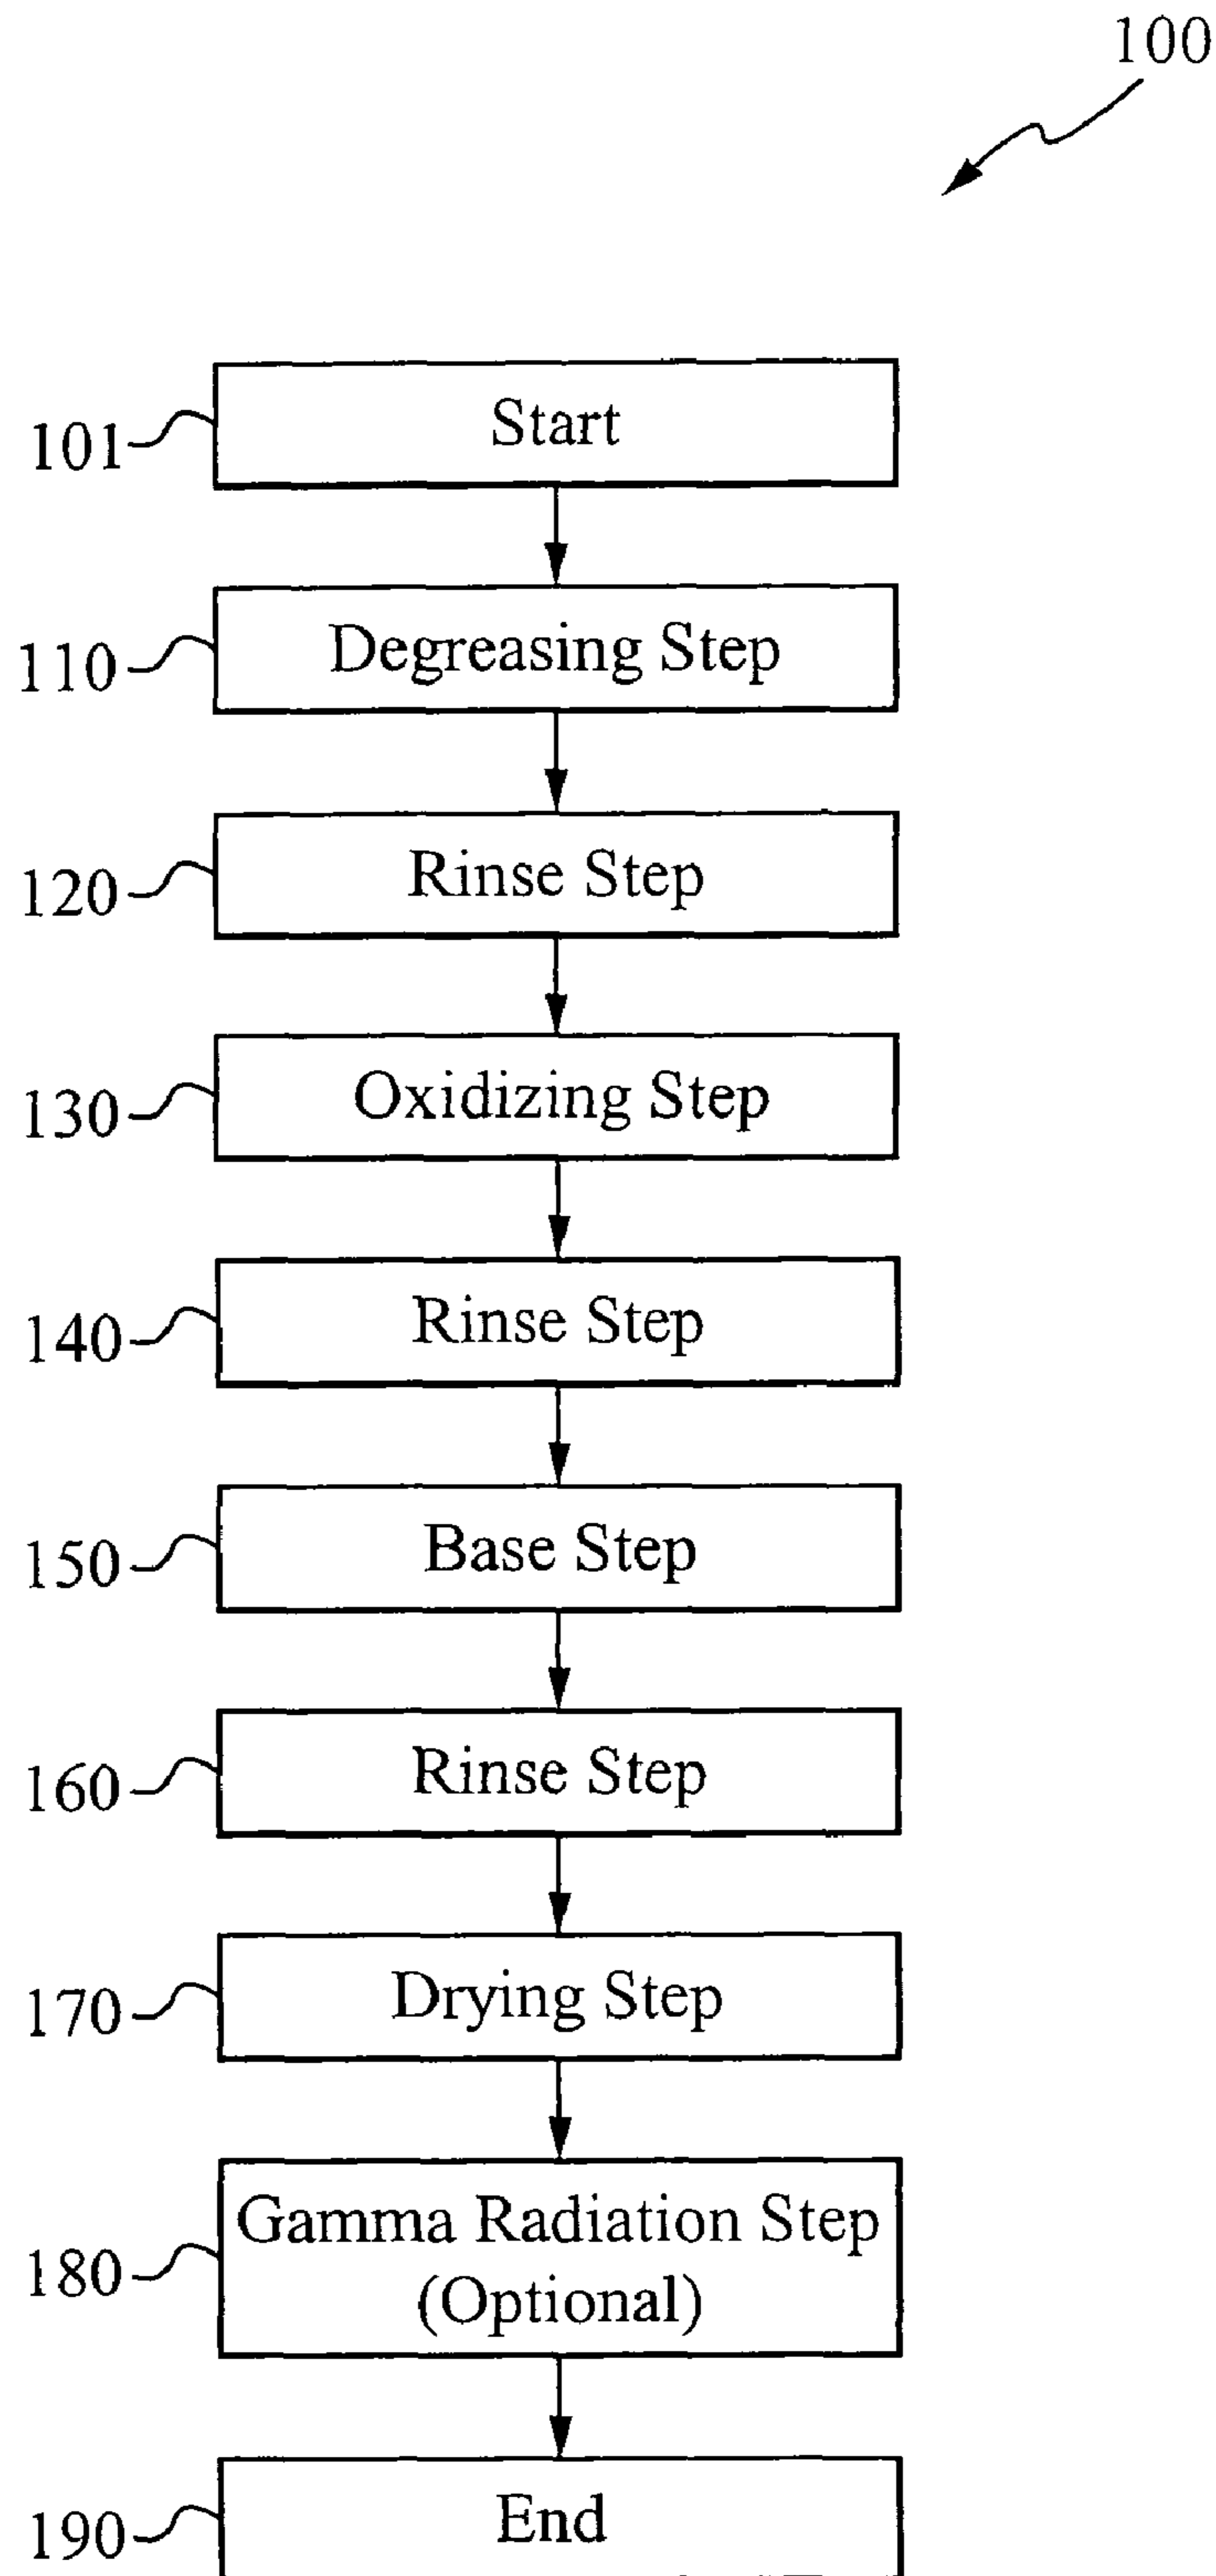 100
101 Start
110 Degreasing Step
120 Rinse Step
130 Oxidizing Step
140 Rinse Step
150 Base Step
160 Rinse Step
170 Drying Step
180 Gamma Radiation Step
(Optional)
190 End